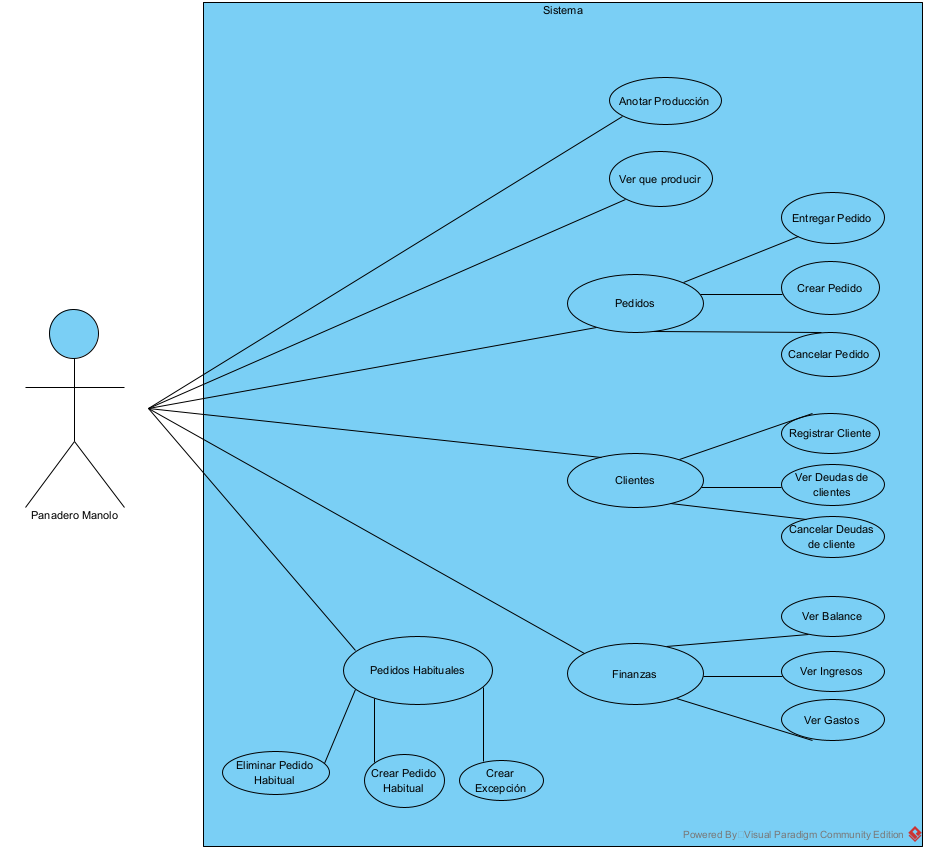 Sistema
Anotar Producción
Ver que producir
Entregar Pedido
Crear Pedido
Pedidos
Cancelar Pedido
Registrar Cliente
Clientes
Ver Deudas de
clientes
Cancelar Deudas
de cliente
Panadero Manolo
Ver Balance
Pedidos Habituales
Finanzas
Ver Ingresos
Ver Gastos
Eliminar Pedido
Habitual
Crear Pedido
Habitual
Crear
Excepción
Powered By Visual Paradigm Community Edition